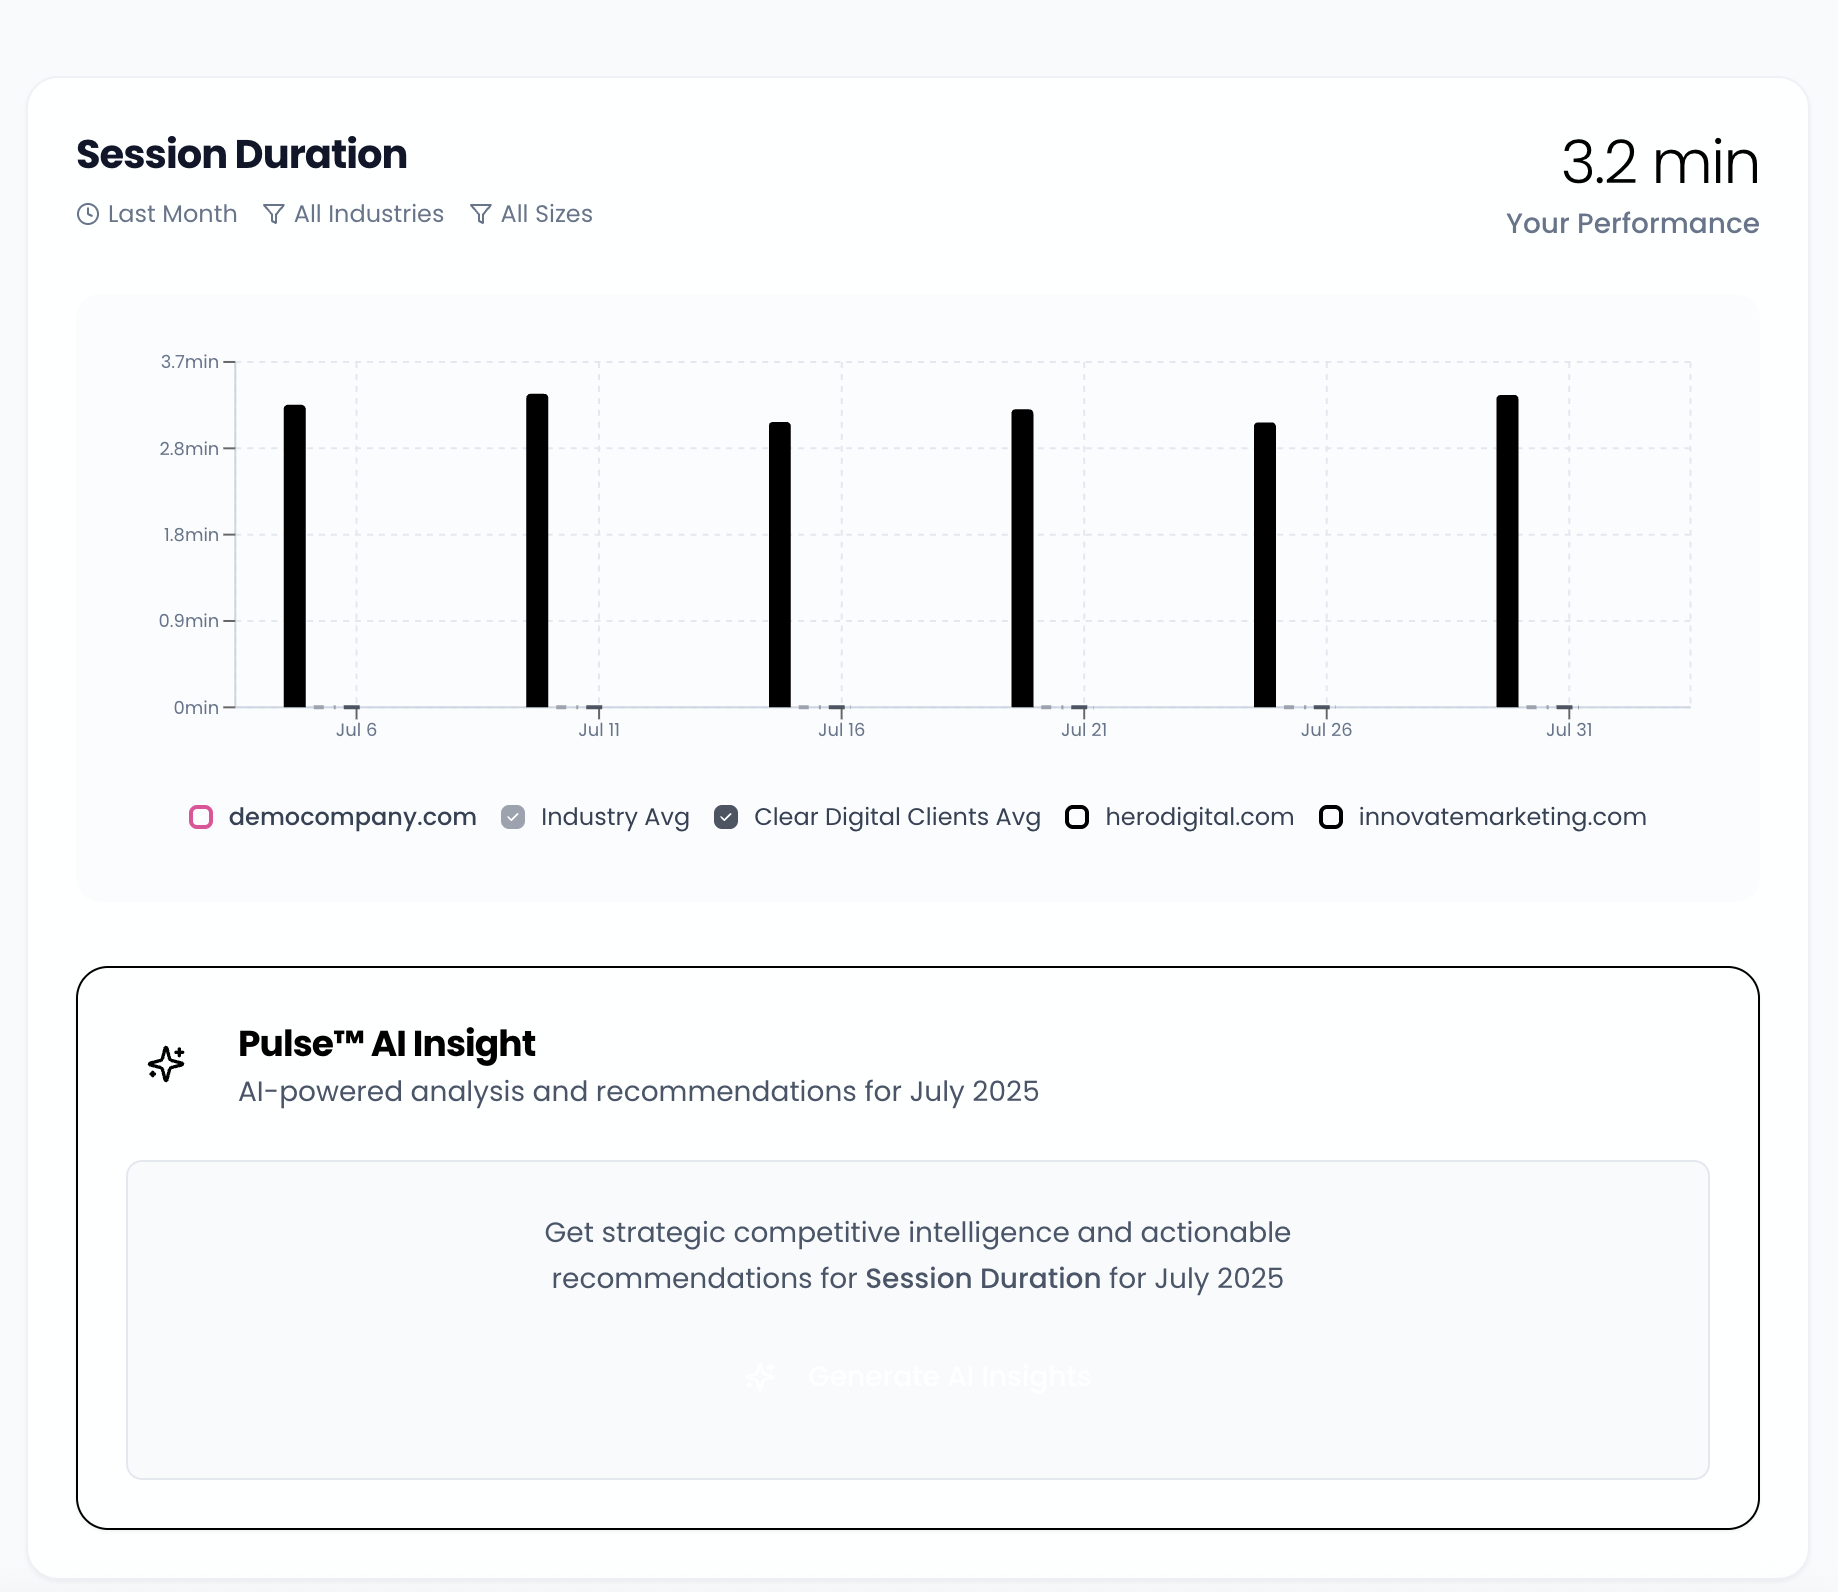 Session Duration
3.2 min
Last Month All Industries All Sizes
Your Performance
3.7min
2.8min
1.8min
0.9min
0min
Jul 6 Jul 11 Jul 16 Jul 21 Jul 26 Jul 31
democompany.com Industry Avg Clear Digital Clients Avg herodigital.com innovatemarketing.com
Pulse™ AI Insight
AI-powered analysis and recommendations for July 2025
Get strategic competitive intelligence and actionable
recommendations for Session Duration for July 2025
Generate AI Insights